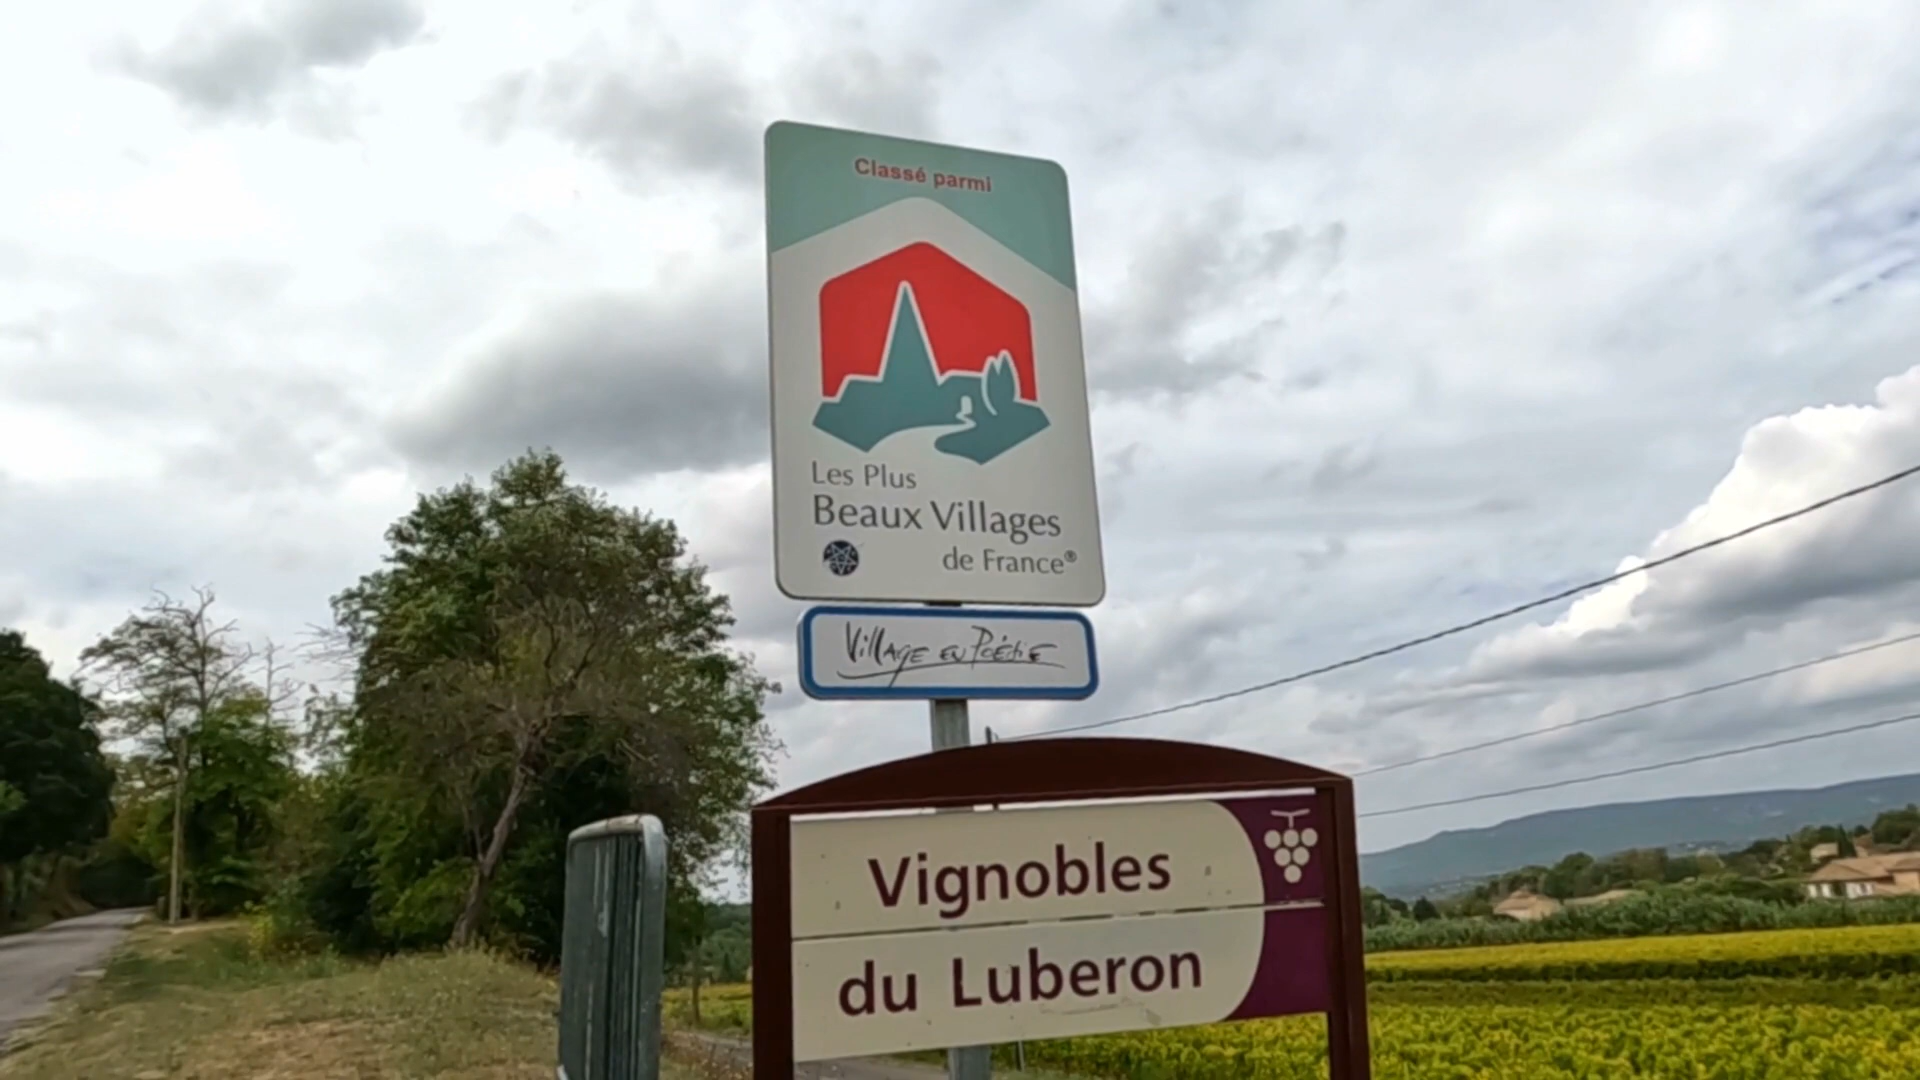 Classé parmi
Les Plus
Beaux Villages
de France®
Village en Poésie
Vignobles
du Luberon